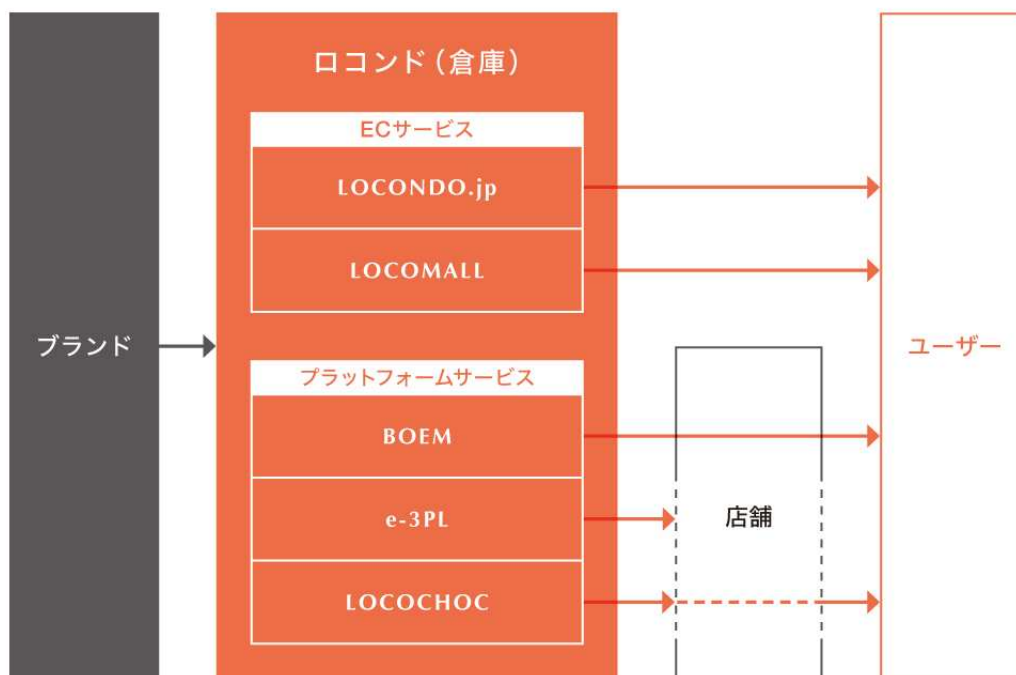 ロコンド（倉庫）
ECサービス
LOCONDO.jp
LOCOMALL
ブランド
ユーザー
プラットフォームサービス
BOEM
e-3PL
店舗
LOCOCHOC